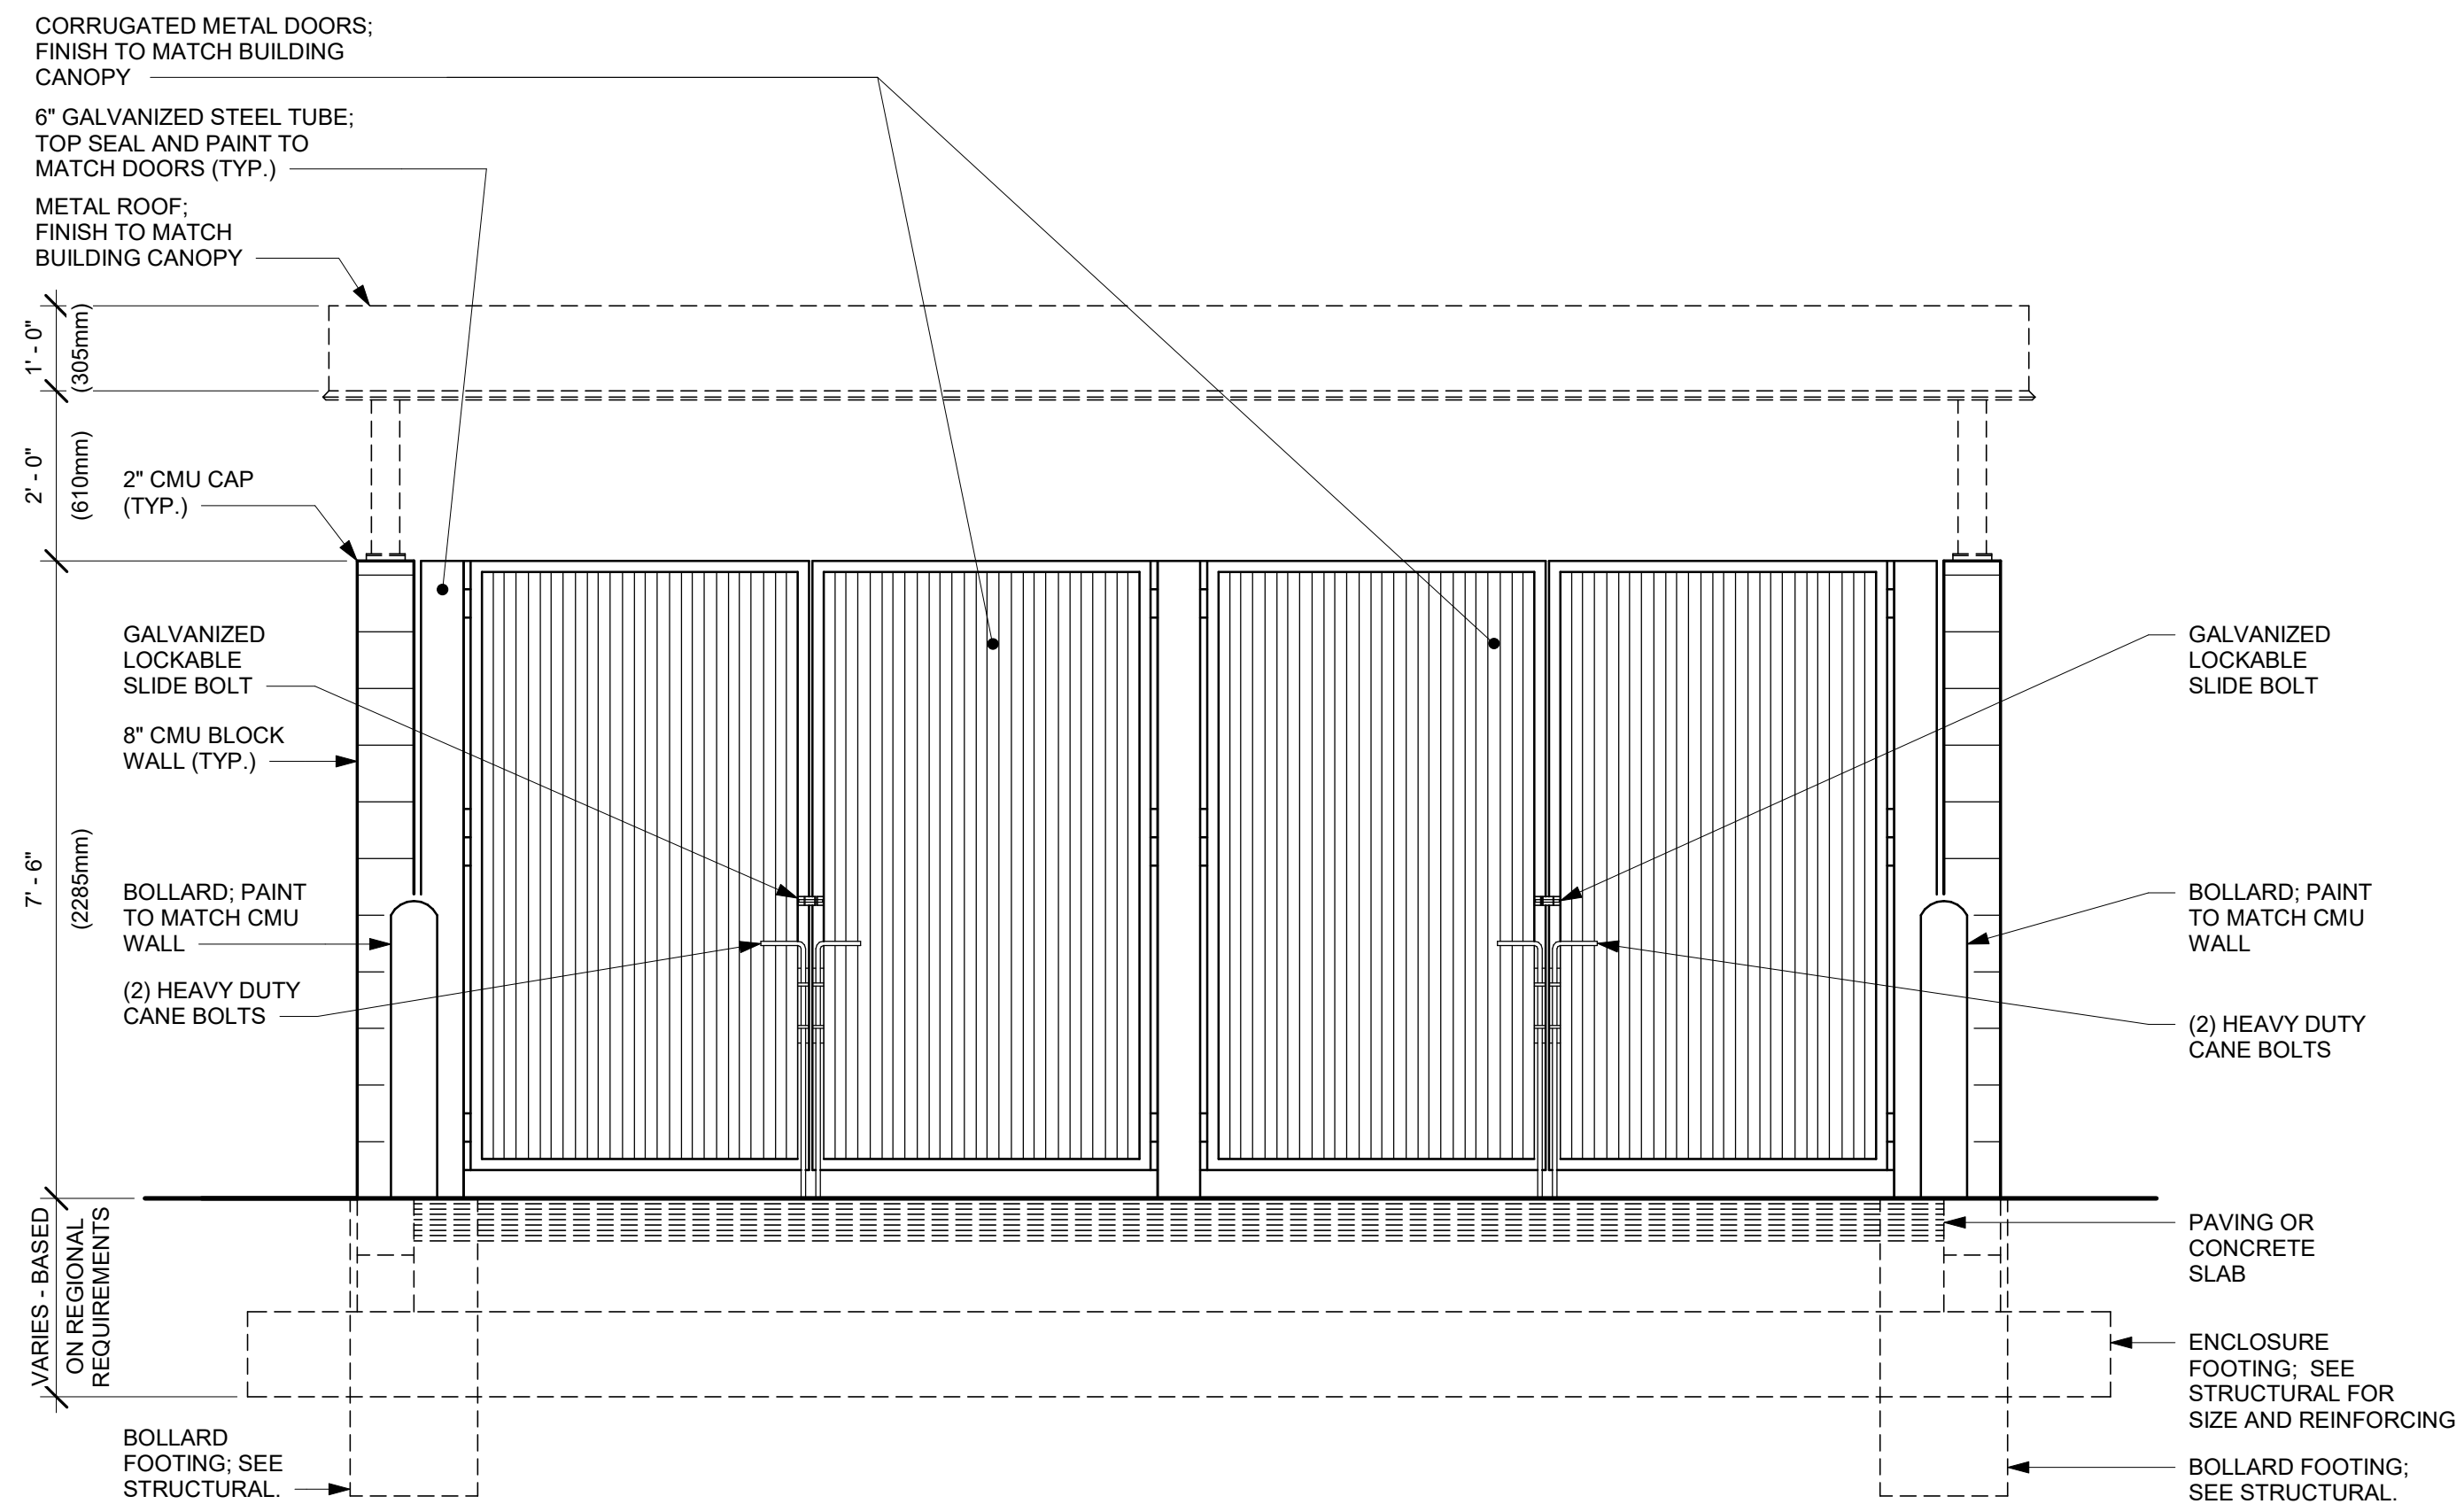 CORRUGATED METAL DOORS;
FINISH TO MATCH BUILDING
CANOPY
6" GALVANIZED STEEL TUBE;
TOP SEAL AND PAINT TO
MATCH DOORS (TYP.)
METAL ROOF;
FINISH TO MATCH
BUILDING CANOPY
1' - 0"
(305mm)
2' - 0"
(610mm)
2" CMU CAP
(TYP.)
GALVANIZED
LOCKABLE
SLIDE BOLT
8" CMU BLOCK
WALL (TYP.)
7' - 6"
(2285mm)
BOLLARD; PAINT
TO MATCH CMU
WALL
(2) HEAVY DUTY
CANE BOLTS
VARIES - BASED
ON REGIONAL
REQUIREMENTS
BOLLARD
FOOTING; SEE
STRUCTURAL.
GALVANIZED
LOCKABLE
SLIDE BOLT
BOLLARD; PAINT
TO MATCH CMU
WALL
(2) HEAVY DUTY
CANE BOLTS
PAVING OR
CONCRETE
SLAB
ENCLOSURE
FOOTING; SEE
STRUCTURAL FOR
SIZE AND REINFORCING
BOLLARD FOOTING;
SEE STRUCTURAL.